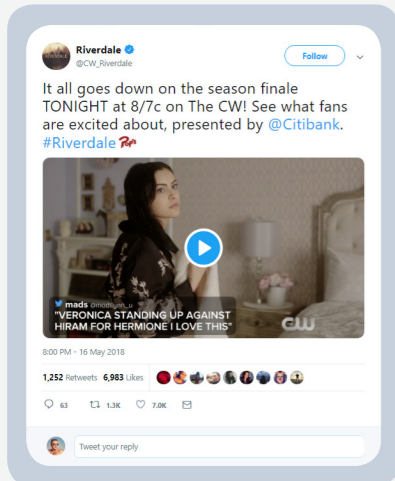 Riverdale
@CW_Riverdale
Follow
It all goes down on the season finale
TONIGHT at 8/7c on The CW! See what fans
are excited about, presented by @Citibank.
#Riverdale
mads
"VERONICA STANDING UP AGAINST
HIRAM FOR HERMIONE I LOVE THIS"
CW
8:00 PM - 16 May 2018
1,252 Retweets 6,983 Likes
63 1.3K 7.0K
Tweet your reply